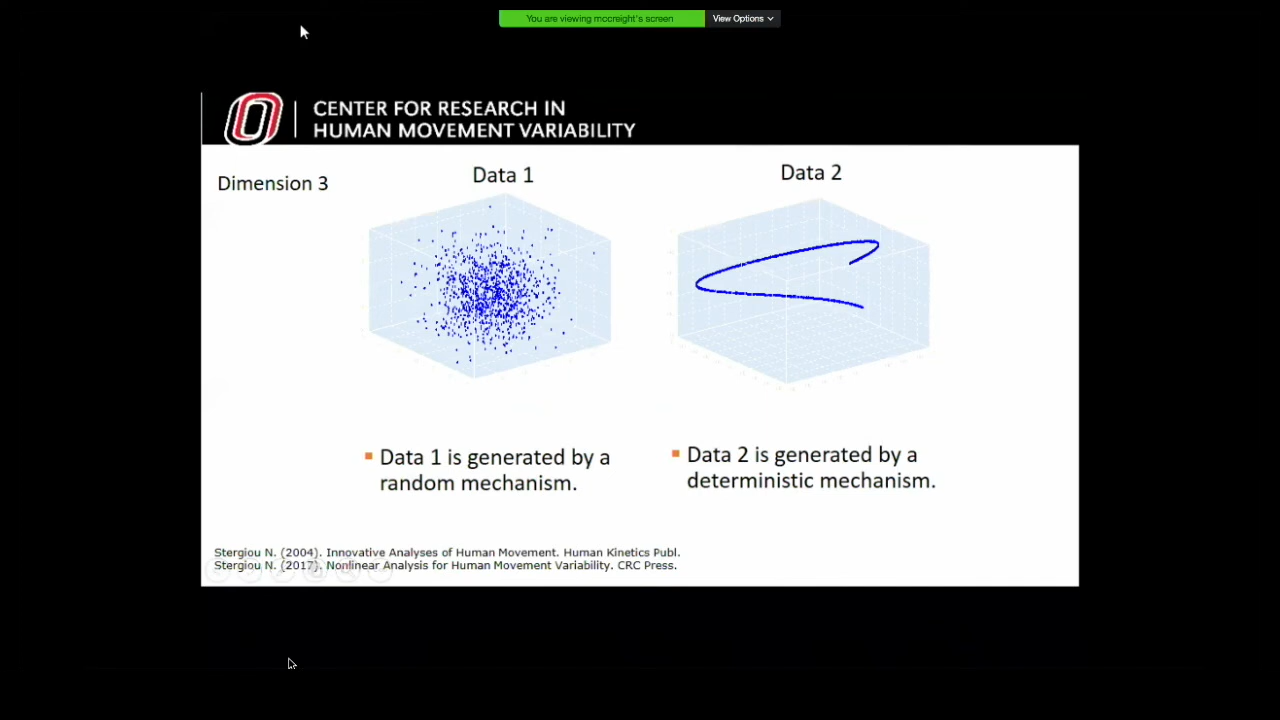 You are viewing mccreight's screen
View Options
CENTER FOR RESEARCH IN
HUMAN MOVEMENT VARIABILITY
Dimension 3
Data 1
Data 2
▪ Data 1 is generated by a
random mechanism.
▪ Data 2 is generated by a
deterministic mechanism.
Stergiou N. (2004). Innovative Analyses of Human Movement. Human Kinetics Publ.
Stergiou N. (2017). Nonlinear Analysis for Human Movement Variability. CRC Press.